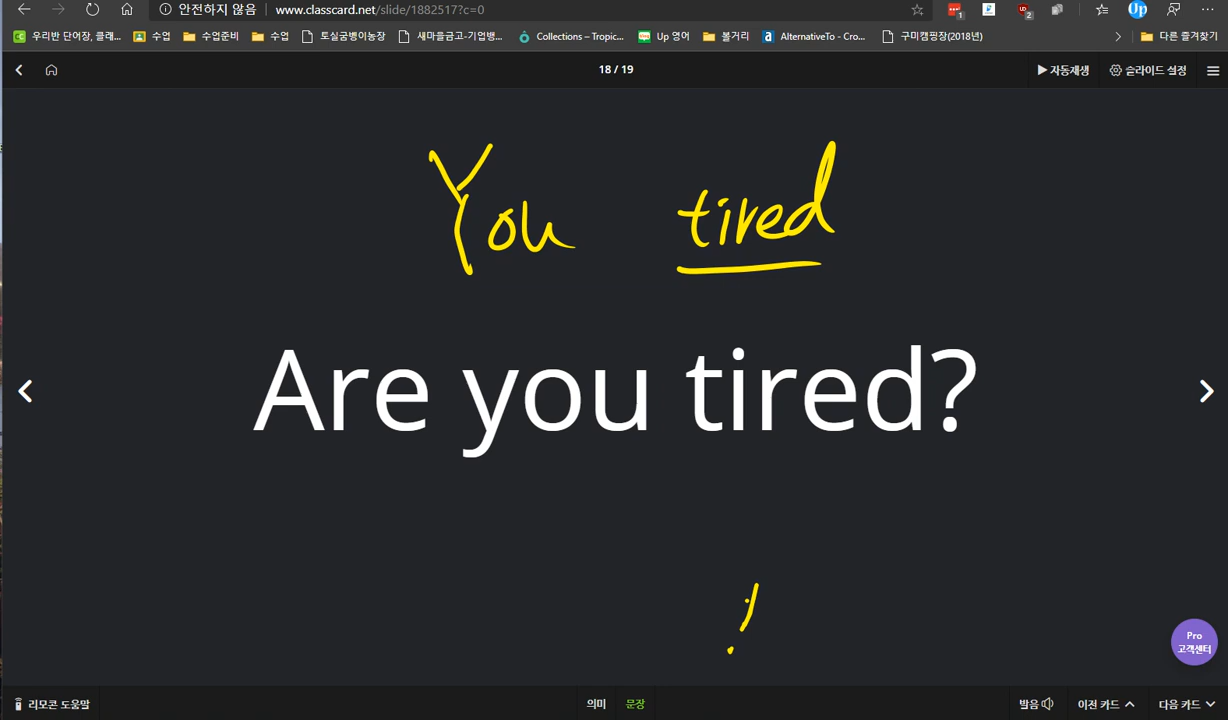 안전하지 않음 www.classcard.net/slide/1882517?c=0
1 2 Up
우리반 단어장, 클래... 수업 수업준비 수업 토실굼벵이농장 새마을금고-기업뱅... Collections – Tropic... Up 영어 볼거리 AlternativeTo - Cro... 구미캠핑장(2018년) 다른 즐겨찾기
18 / 19 자동재생 슬라이드 설정
You tired
Are you tired?
!
Pro
고객센터
리모콘 도움말 의미 문장 발음 이전 카드 다음 카드